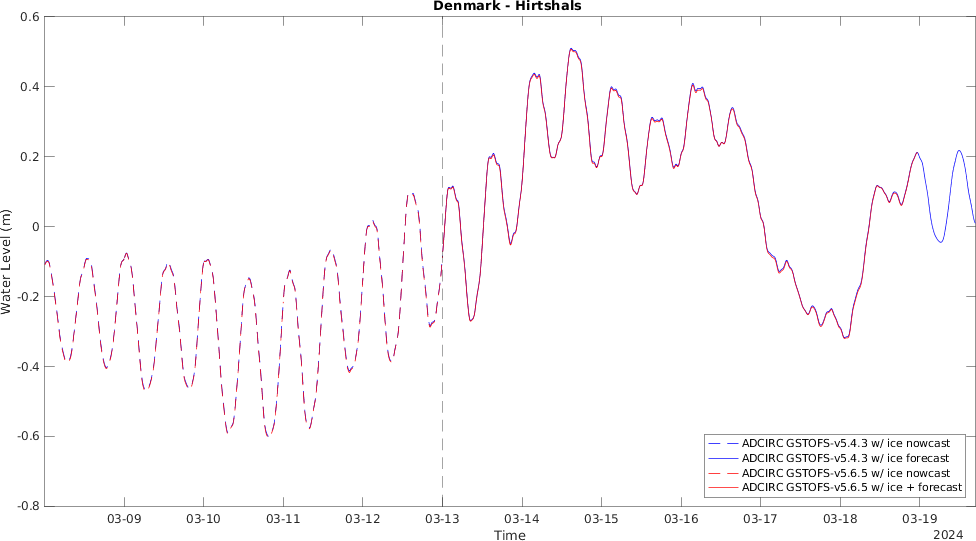 Denmark - Hirtshals
0.6
0.4
0.2
0
-0.2
-0.4
-0.6
-0.8
Water Level (m)
ADCIRC GSTOFS-v5.4.3 w/ ice nowcast
ADCIRC GSTOFS-v5.4.3 w/ ice forecast
ADCIRC GSTOFS-v5.6.5 w/ ice nowcast
ADCIRC GSTOFS-v5.6.5 w/ ice + forecast
03-09 03-10 03-11 03-12 03-13 03-14 03-15 03-16 03-17 03-18 03-19
Time
2024